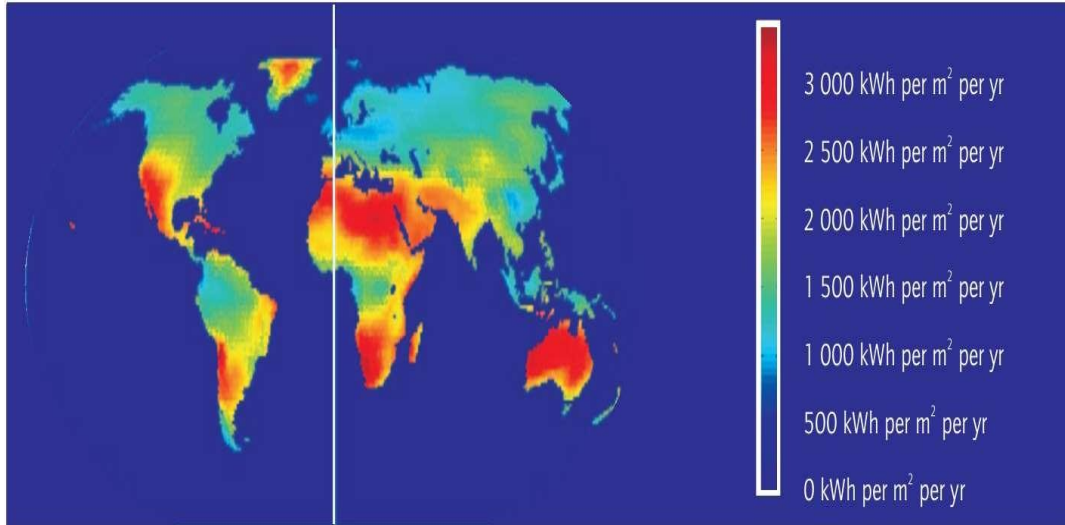 3 000 kWh per m² per yr
2 500 kWh per m² per yr
2 000 kWh per m² per yr
1 500 kWh per m² per yr
1 000 kWh per m² per yr
500 kWh per m² per yr
0 kWh per m² per yr